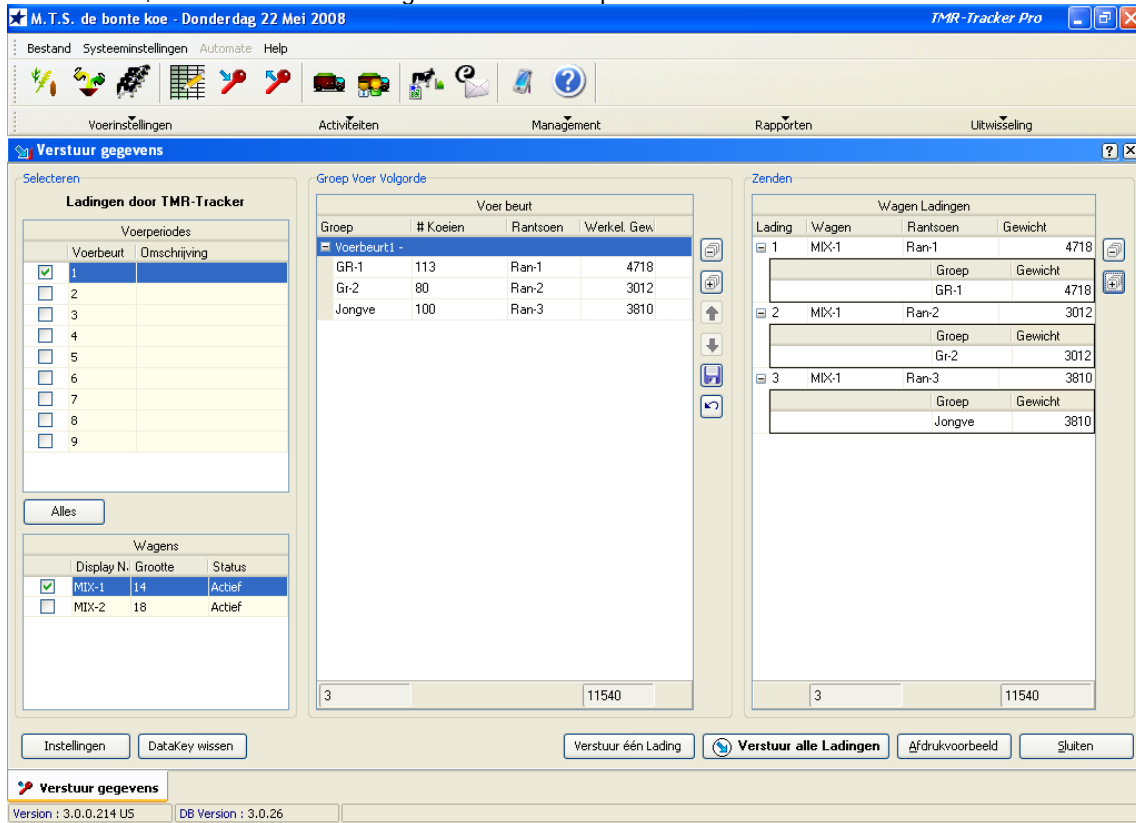 M.T.S. de bonte koe - Donderdag 22 Mei 2008 TMR-Tracker Pro
Bestand Systeeminstellingen Automate Help
Voerinstellingen Activiteiten Management Rapporten Uitwisseling
Verstuur gegevens
Selecteren
Ladingen door TMR-Tracker
Voerperiodes
Voerbeurt Omschrijving
1
2
3
4
5
6
7
8
9
Alles
Wagens
Display N. Grootte Status
MIX-1 14 Actief
MIX-2 18 Actief
Groep Voer Volgorde
Voer beurt
Groep # Koeien Rantsoen Werkel. Gew
Voerbeurt1 -
GR-1 113 Ran-1 4718
Gr-2 80 Ran-2 3012
Jongve 100 Ran-3 3810
3 11540
Zenden
Wagen Ladingen
Lading Wagen Rantsoen Gewicht
1 MIX-1 Ran-1 4718
Groep Gewicht
GR-1 4718
2 MIX-1 Ran-2 3012
Groep Gewicht
Gr-2 3012
3 MIX-1 Ran-3 3810
Groep Gewicht
Jongve 3810
3 11540
Instellingen DataKey wissen Verstuur één Lading Verstuur alle Ladingen Afdrukvoorbeeld Sluiten
Verstuur gegevens
Version : 3.0.0.214 US DB Version : 3.0.26